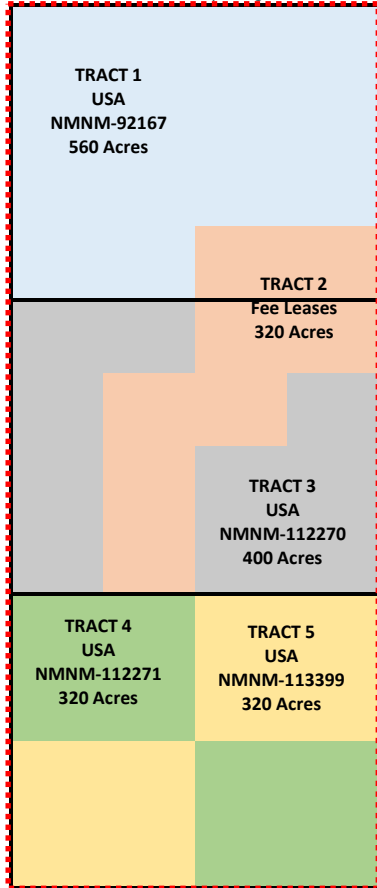 TRACT 1
USA
NMNM-92167
560 Acres
TRACT 2
Fee Leases
320 Acres
TRACT 3
USA
NMNM-112270
400 Acres
TRACT 4
USA
NMNM-112271
320 Acres
TRACT 5
USA
NMNM-113399
320 Acres